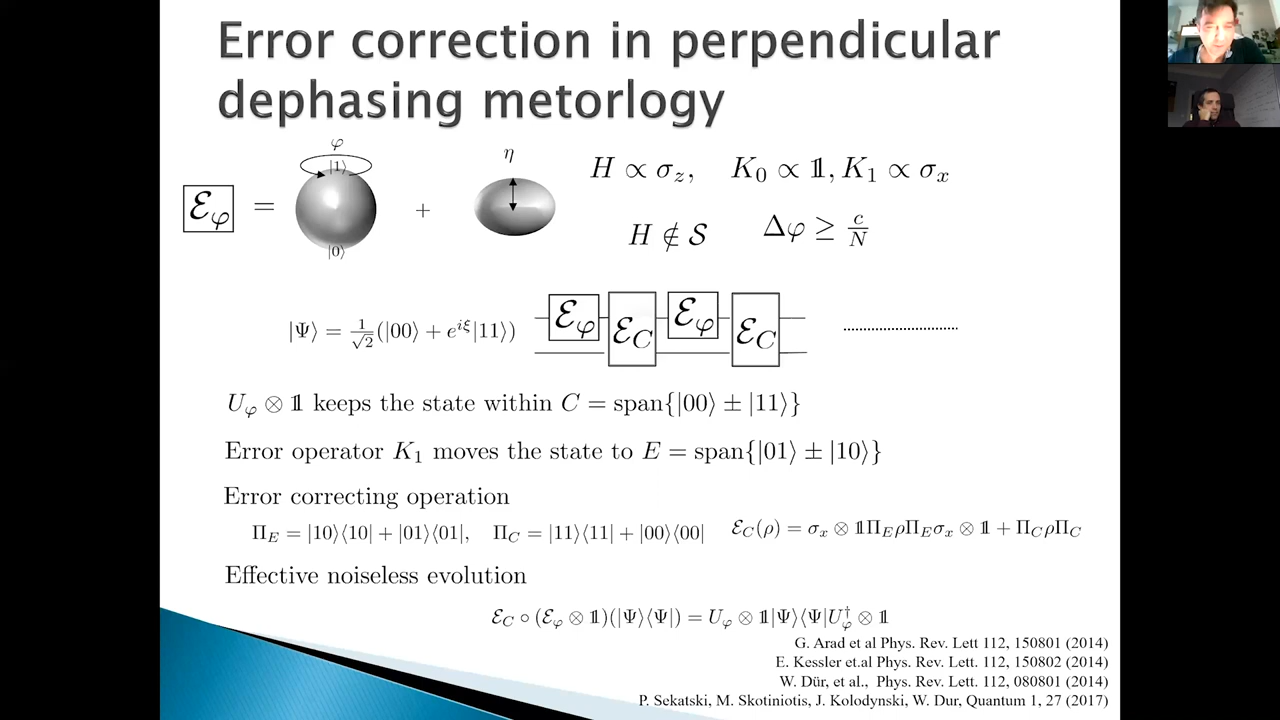 Error correction in perpendicular
dephasing metorlogy
φ
|1⟩
|0⟩
ℰ_φ =
+
η
H ∝ σ_z, K_0 ∝ 𝟙, K_1 ∝ σ_x
H ∉ 𝒮 Δφ ≥ c/N
|Ψ⟩ = 1/√2(|00⟩ + e^{iξ}|11⟩)
ℰ_φ ℰ_C ℰ_φ ℰ_C
U_φ ⊗ 𝟙 keeps the state within C = span{|00⟩ ± |11⟩}
Error operator K_1 moves the state to E = span{|01⟩ ± |10⟩}
Error correcting operation
Π_E = |10⟩⟨10| + |01⟩⟨01|, Π_C = |11⟩⟨11| + |00⟩⟨00| ℰ_C(ρ) = σ_x ⊗ 𝟙Π_EρΠ_Eσ_x ⊗ 𝟙 + Π_CρΠ_C
Effective noiseless evolution
ℰ_C ∘ (ℰ_φ ⊗ 𝟙)(|Ψ⟩⟨Ψ|) = U_φ ⊗ 𝟙|Ψ⟩⟨Ψ|U_φ^† ⊗ 𝟙
G. Arad et al Phys. Rev. Lett 112, 150801 (2014)
E. Kessler et.al Phys. Rev. Lett. 112, 150802 (2014)
W. Dür, et al., Phys. Rev. Lett. 112, 080801 (2014)
P. Sekatski, M. Skotiniotis, J. Kolodynski, W. Dur, Quantum 1, 27 (2017)